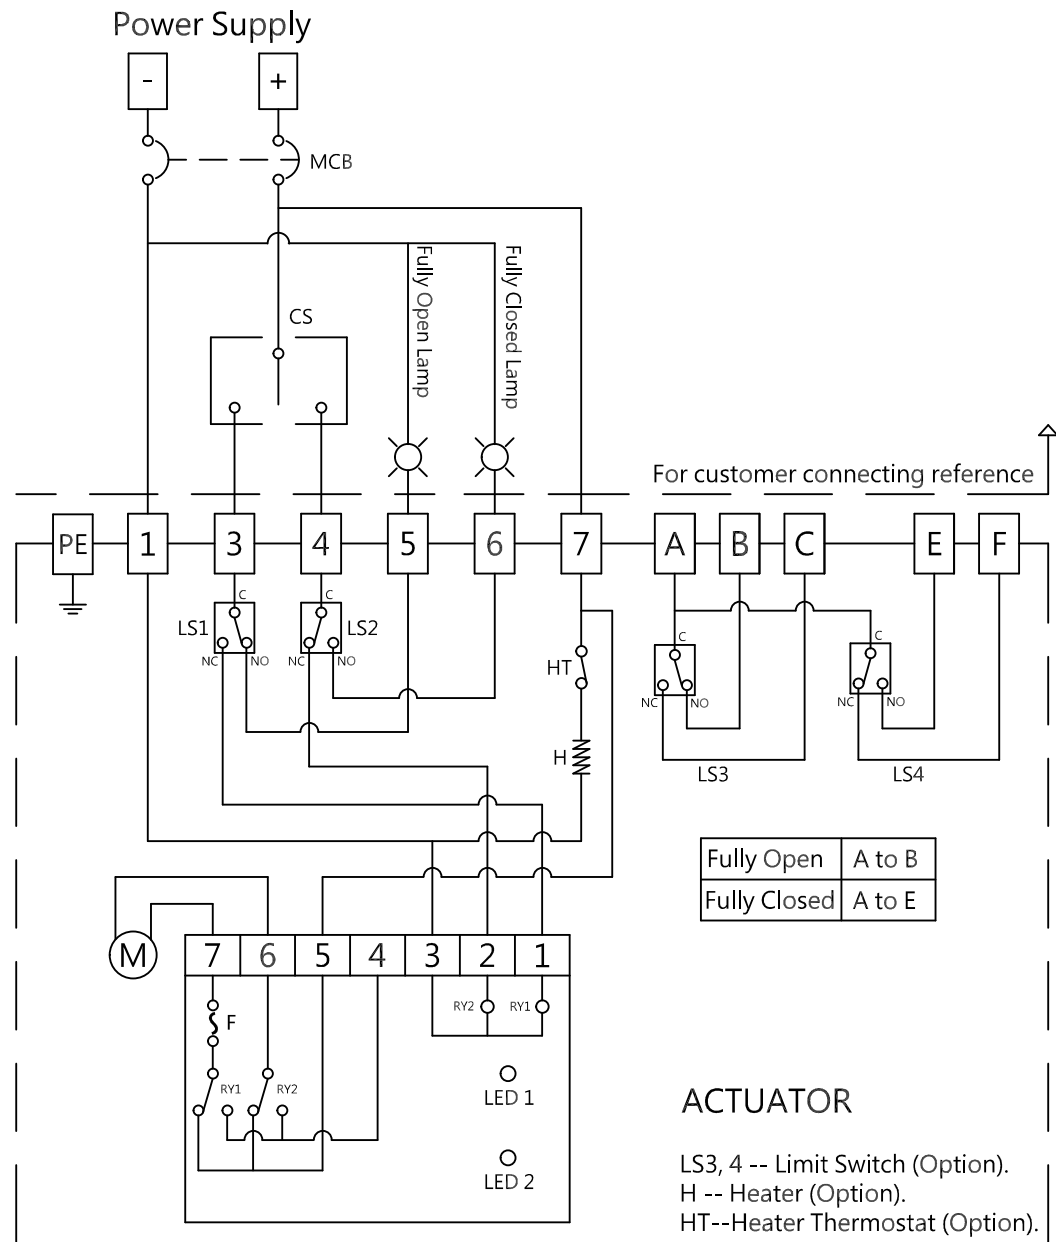 Power Supply
- +
MCB
CS
Fully Open Lamp
Fully Closed Lamp
For customer connecting reference
PE 1 3 4 5 6 7 A B C E F
C C
LS1 LS2
NC NO NC NO
HT
C C
NC NO NC NO
H
LS3 LS4
Fully Open A to B
Fully Closed A to E
M
7 6 5 4 3 2 1
RY2 RY1
F
RY1 RY2
LED 1
LED 2
ACTUATOR
LS3, 4 -- Limit Switch (Option).
H -- Heater (Option).
HT--Heater Thermostat (Option).